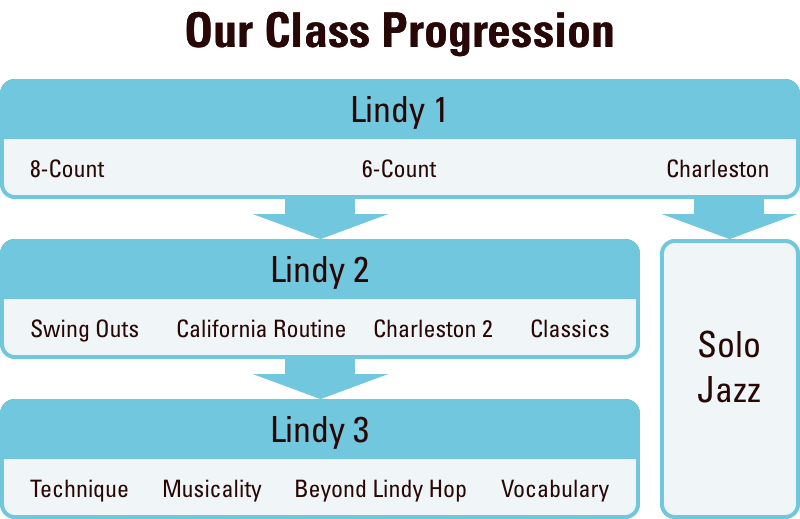 Our Class Progression
Lindy 1
8-Count 6-Count Charleston
Lindy 2
Swing Outs California Routine Charleston 2 Classics
Solo
Jazz
Lindy 3
Technique Musicality Beyond Lindy Hop Vocabulary